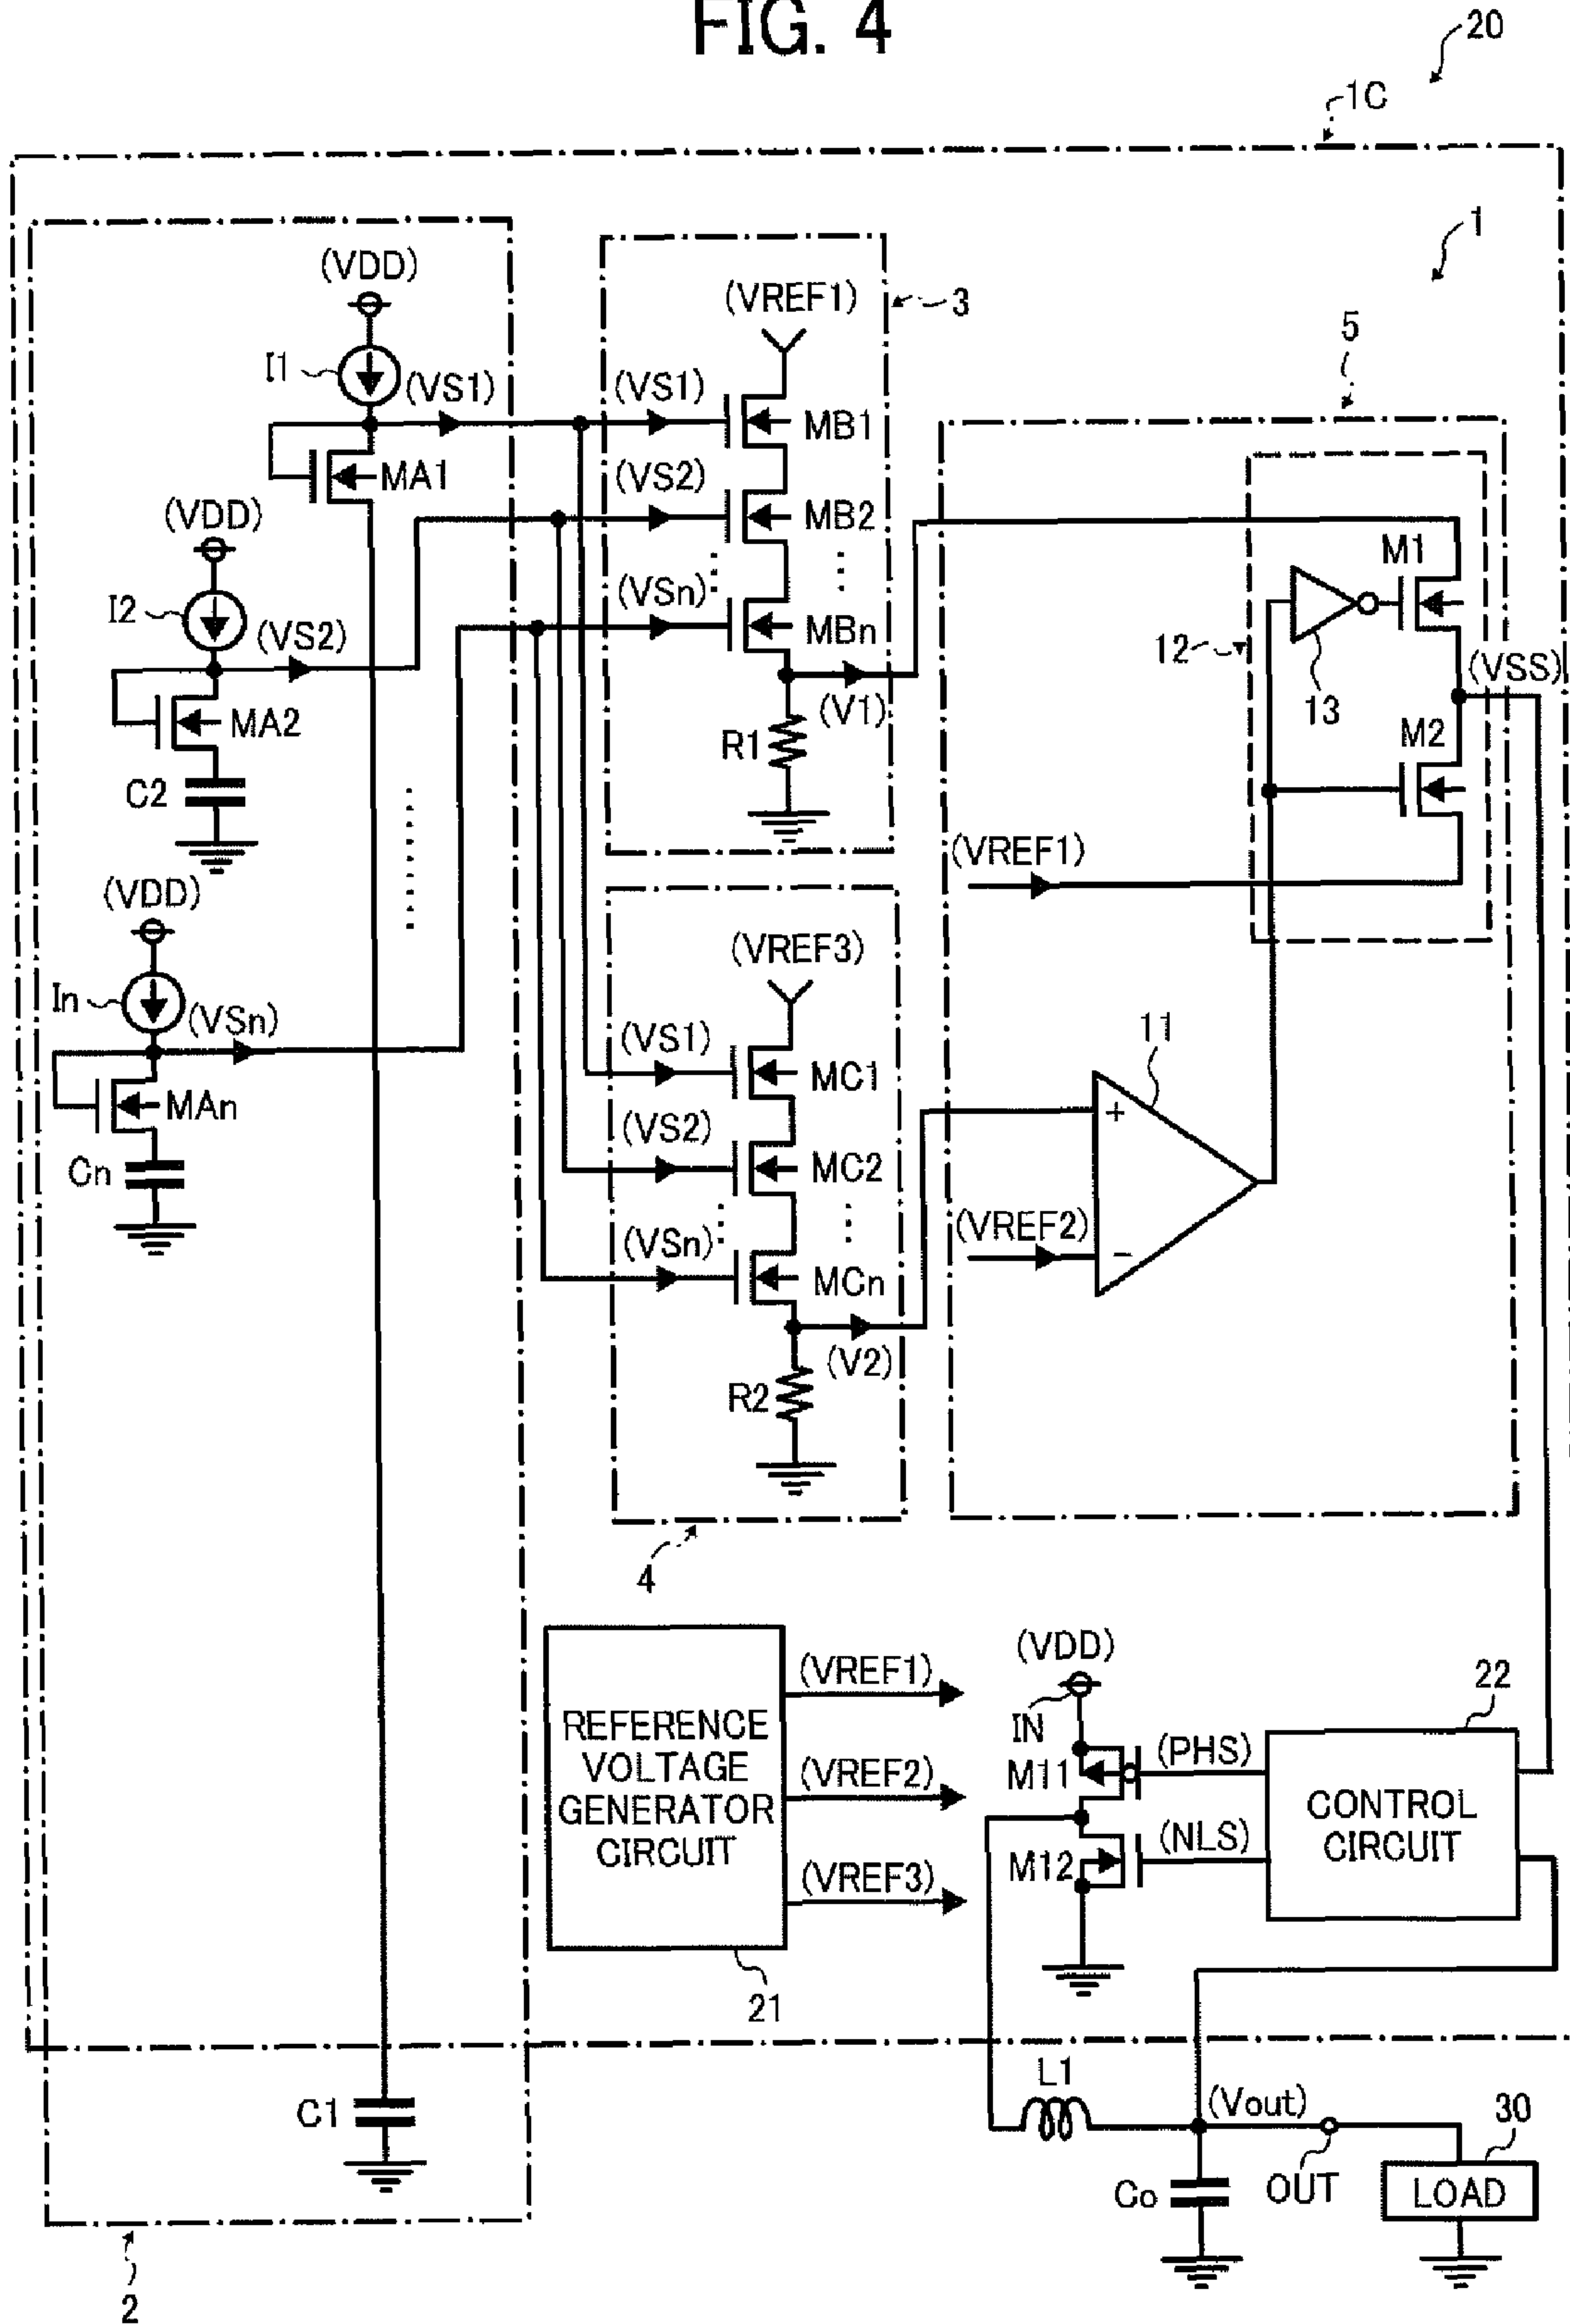 FIG. 4
20
1C
1
(VDD)
I1
(VS1)
MA1
(VDD)
I2
(VS2)
MA2
C2
(VDD)
In
(VSn)
MAn
Cn
C1
2
3
(VREF1)
(VS1)
MB1
(VS2)
MB2
(VSn)
MBn
(V1)
R1
(VREF3)
(VS1)
MC1
(VS2)
MC2
(VSn)
MCn
(V2)
R2
4
5
12
13
M1
(VSS)
M2
(VREF1)
11
+
(VREF2)
−
REFERENCE
VOLTAGE
GENERATOR
CIRCUIT
21
(VREF1)
(VREF2)
(VREF3)
(VDD)
IN
M11
(PHS)
M12
(NLS)
22
CONTROL
CIRCUIT
L1
(Vout)
Co
OUT
30
LOAD